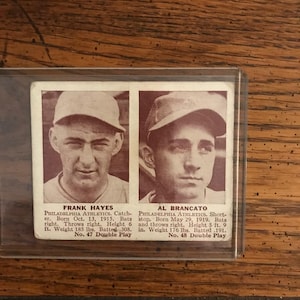 FRANK HAYES
PHILADELPHIA ATHLETICS. Catch-
er. Born Oct. 13, 1915. Bats
right, Throws right. Height 6
ft. Weight 185 lbs. Batted .308.
No. 47 Double Play
AL BRANCATO
PHILADELPHIA ATHLETICS. Short-
stop. Born May 29, 1919. Bats
and throws right. Height 5 ft. 9
in. Weight 178 lbs. Batted .191.
No. 48 Double Play